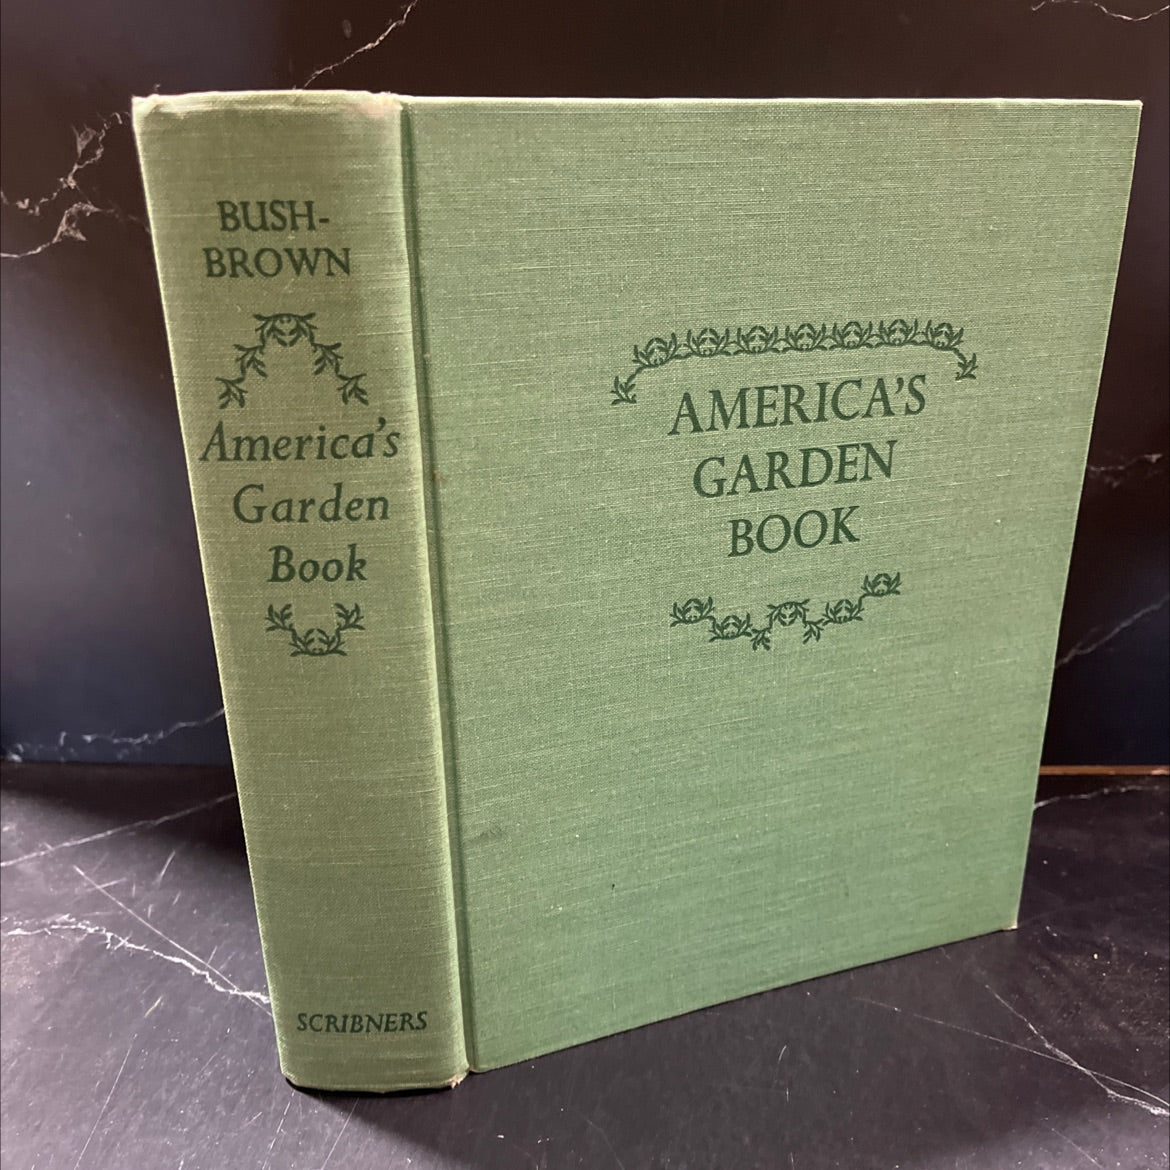 BUSH-
BROWN
America's
Garden
Book
SCRIBNERS
AMERICA'S
GARDEN
BOOK